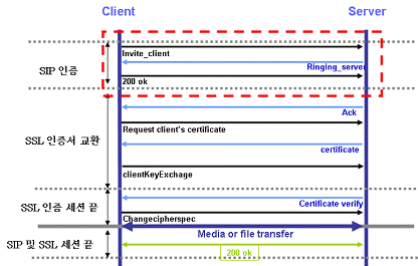 Client Server
Invite_client
Ringing_server
SIP 인증
200 ok
Ack
Request client's certificate
SSL 인증서 교환
certificate
clientKeyExchage
Certificate verify
SSL 인증 세션 끝
Changecipherspec
Media or file transfer
SIP 및 SSL 세션 끝
200 ok